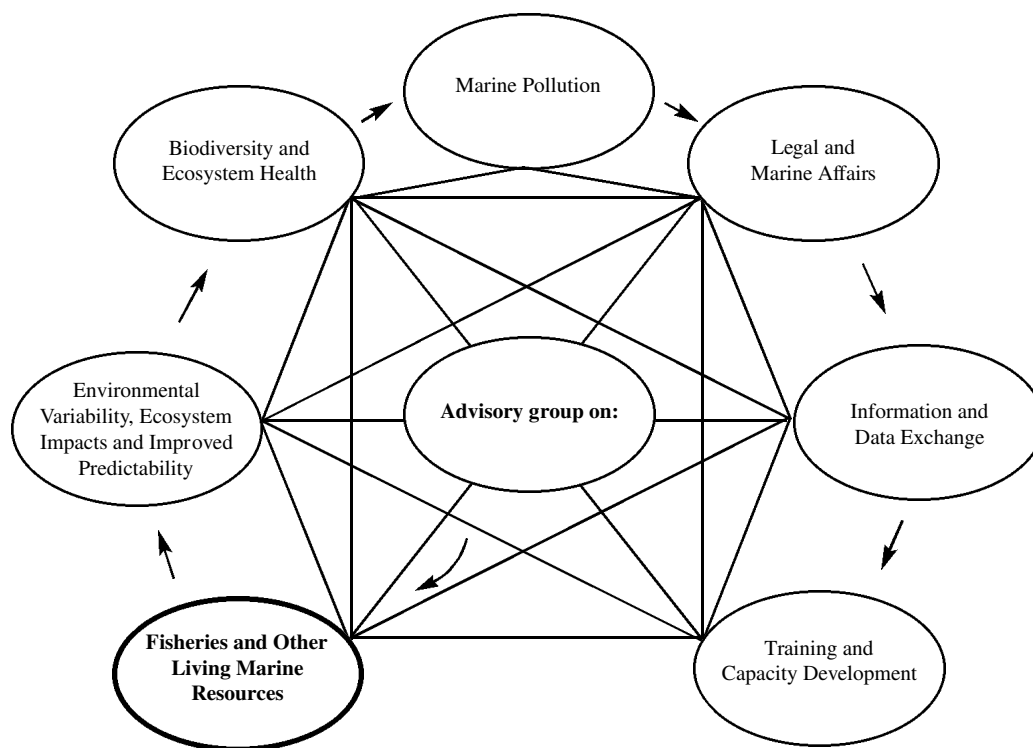 Marine Pollution
Biodiversity and
Ecosystem Health
Legal and
Marine Affairs
Environmental
Variability, Ecosystem
Impacts and Improved
Predictability
Advisory group on:
Information and
Data Exchange
Fisheries and Other
Living Marine
Resources
Training and
Capacity Development